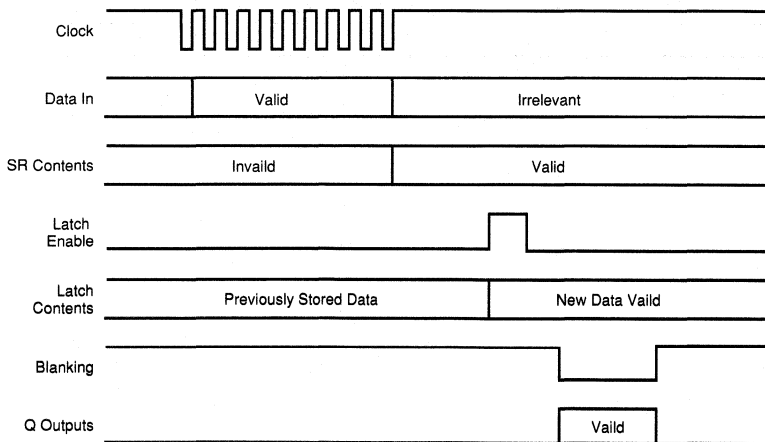 Clock
Data In
Valid
Irrelevant
SR Contents
Invaild
Valid
Latch
Enable
Latch
Contents
Previously Stored Data
New Data Vaild
Blanking
Q Outputs
Vaild